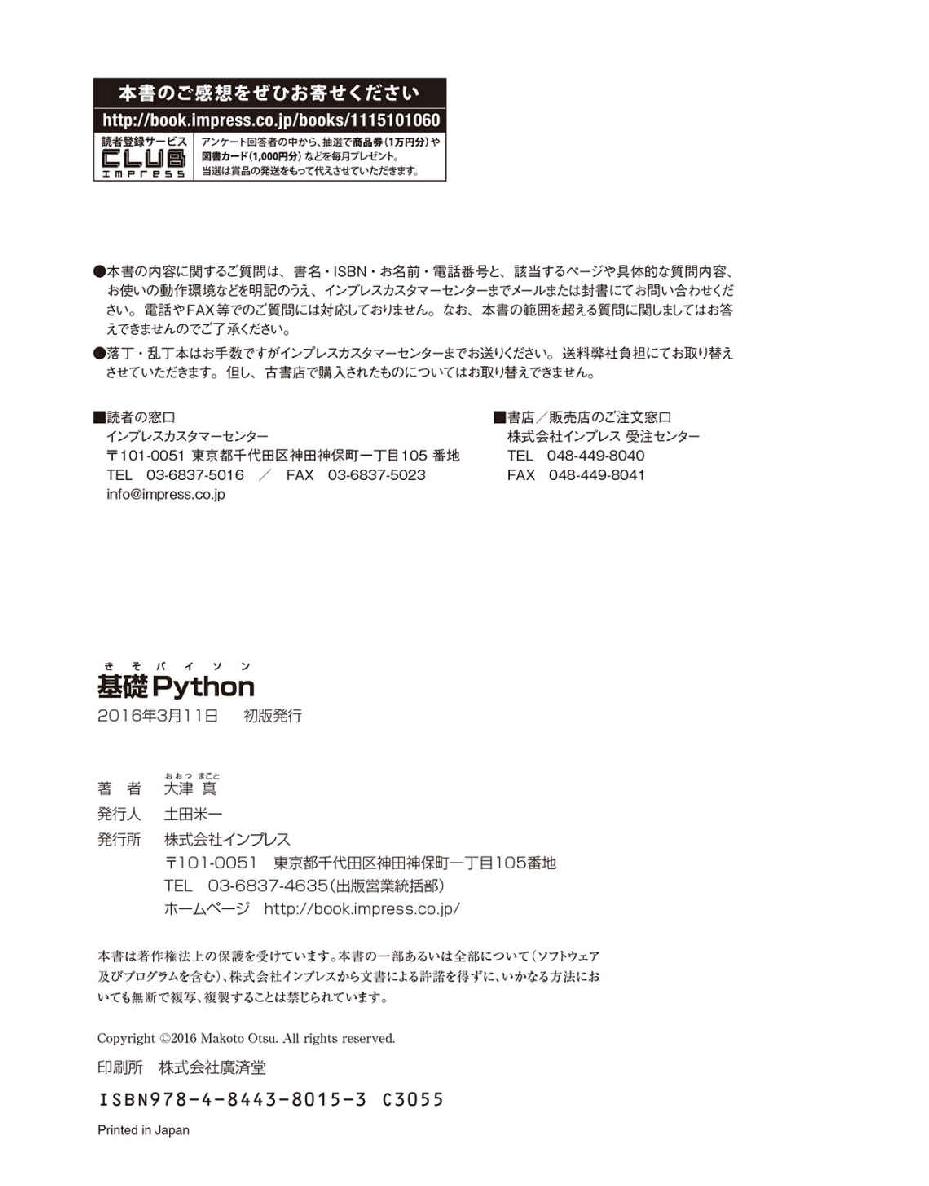 本書のご感想をぜひお寄せください
http://book.impress.co.jp/books/1115101060
読者登録サービス
CLUB
impress
アンケート回答者の中から、抽選で商品券(1万円分)や
図書カード(1,000円分)などを毎月プレゼント。
当選は賞品の発送をもって代えさせていただきます。
●本書の内容に関するご質問は、書名・ISBN・お名前・電話番号と、該当するページや具体的な質問内容、
お使いの動作環境などを明記のうえ、インプレスカスタマーセンターまでメールまたは封書にてお問い合わせくだ
さい。電話やFAX等でのご質問には対応しておりません。なお、本書の範囲を超える質問に関しましてはお答
えできませんのでご了承ください。
●落丁・乱丁本はお手数ですがインプレスカスタマーセンターまでお送りください。送料弊社負担にてお取り替え
させていただきます。但し、古書店で購入されたものについてはお取り替えできません。
■読者の窓口
インプレスカスタマーセンター
〒101-0051 東京都千代田区神田神保町一丁目105 番地
TEL 03-6837-5016 / FAX 03-6837-5023
info@impress.co.jp
■書店/販売店のご注文窓口
株式会社インプレス 受注センター
TEL 048-449-8040
FAX 048-449-8041
きそパイソン
基礎Python
2016年3月11日 初版発行
おおつ まこと
著 者 大津 真
発行人 土田米一
発行所 株式会社インプレス
〒101-0051 東京都千代田区神田神保町一丁目105番地
TEL 03-6837-4635(出版営業統括部)
ホームページ http://book.impress.co.jp/
本書は著作権法上の保護を受けています。本書の一部あるいは全部について(ソフトウェア
及びプログラムを含む)、株式会社インプレスから文書による許諾を得ずに、いかなる方法にお
いても無断で複写、複製することは禁じられています。
Copyright ©2016 Makoto Otsu. All rights reserved.
印刷所 株式会社廣済堂
ISBN978-4-8443-8015-3 C3055
Printed in Japan